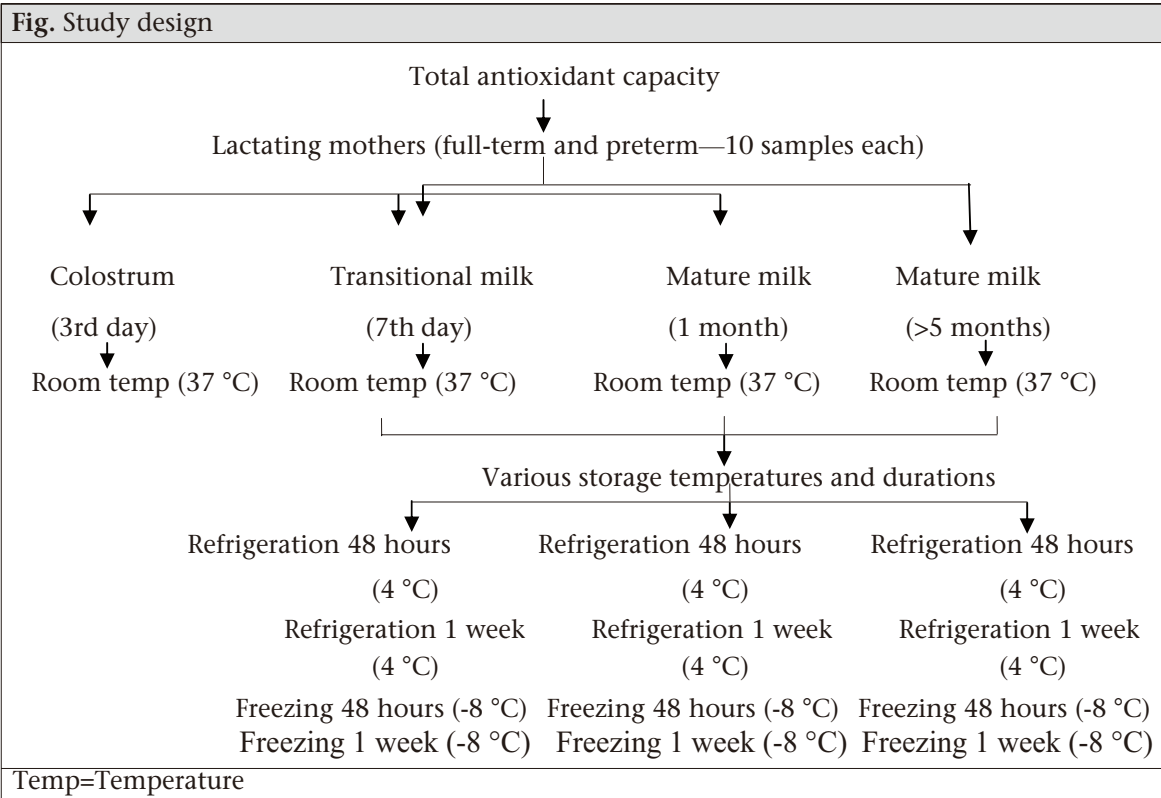 Fig. Study design
Total antioxidant capacity
Lactating mothers (full-term and preterm—10 samples each)
Colostrum Transitional milk Mature milk Mature milk
(3rd day) (7th day) (1 month) (>5 months)
Room temp (37 °C) Room temp (37 °C) Room temp (37 °C) Room temp (37 °C)
Various storage temperatures and durations
Refrigeration 48 hours Refrigeration 48 hours Refrigeration 48 hours
(4 °C) (4 °C) (4 °C)
Refrigeration 1 week Refrigeration 1 week Refrigeration 1 week
(4 °C) (4 °C) (4 °C)
Freezing 48 hours (-8 °C) Freezing 48 hours (-8 °C) Freezing 48 hours (-8 °C)
Freezing 1 week (-8 °C) Freezing 1 week (-8 °C) Freezing 1 week (-8 °C)
Temp=Temperature